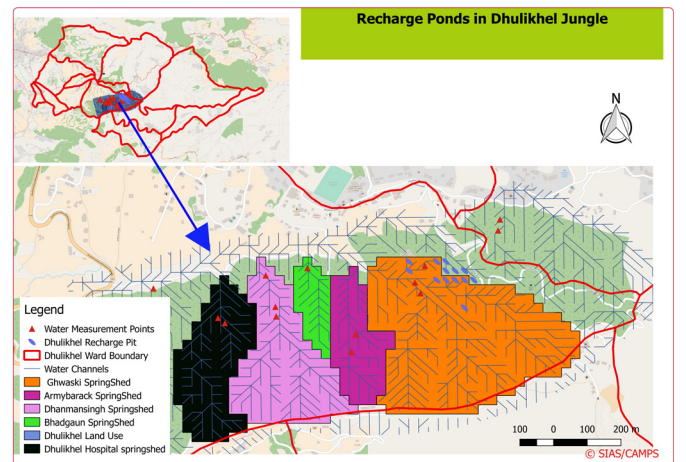 Recharge Ponds in Dhulikhel Jungle
N
Legend
Water Measurement Points
Dhulikhel Recharge Pit
Dhulikhel Ward Boundary
Water Channels
Ghwaski SpringShed
Armybarack SpringShed
Dhanmansingh Springshed
Bhadgaun SpringShed
Dhulikhel Land Use
Dhulikhel Hospital springshed
100 0 100 200 m
© SIAS/CAMPS